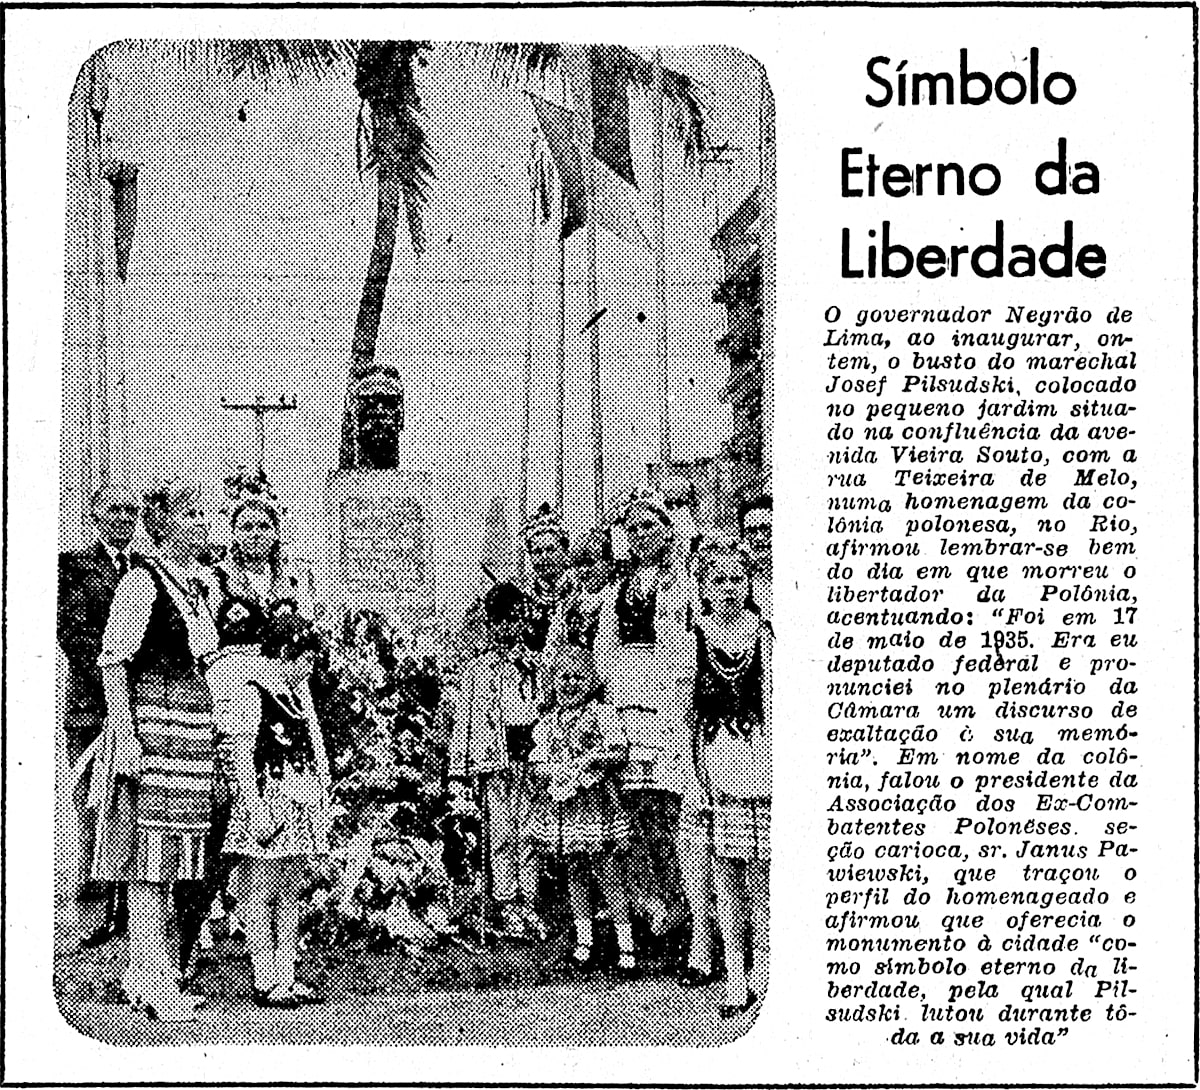 Símbolo
Eterno da
Liberdade
O governador Negrão de
Lima, ao inaugurar, on-
tem, o busto do marechal
Josef Pilsudski, colocado
no pequeno jardim situa-
do na confluência da ave-
nida Vieira Souto, com a
rua Teixeira de Melo,
numa homenagem da co-
lônia polonesa, no Rio,
afirmou lembrar-se bem
do dia em que morreu o
libertador da Polônia,
acentuando: “Foi em 17
de maio de 1935. Era eu
deputado federal e pro-
nunciei no plenário da
Câmara um discurso de
exaltação à sua memó-
ria”. Em nome da colô-
nia, falou o presidente da
Associação dos Ex-Com-
batentes Polonêses. se-
ção carioca, sr. Janus Pa-
wiewski, que traçou o
perfil do homenageado e
afirmou que oferecia o
monumento à cidade “co-
mo símbolo eterno da li-
berdade, pela qual Pil-
sudski lutou durante tô-
da a sua vida”